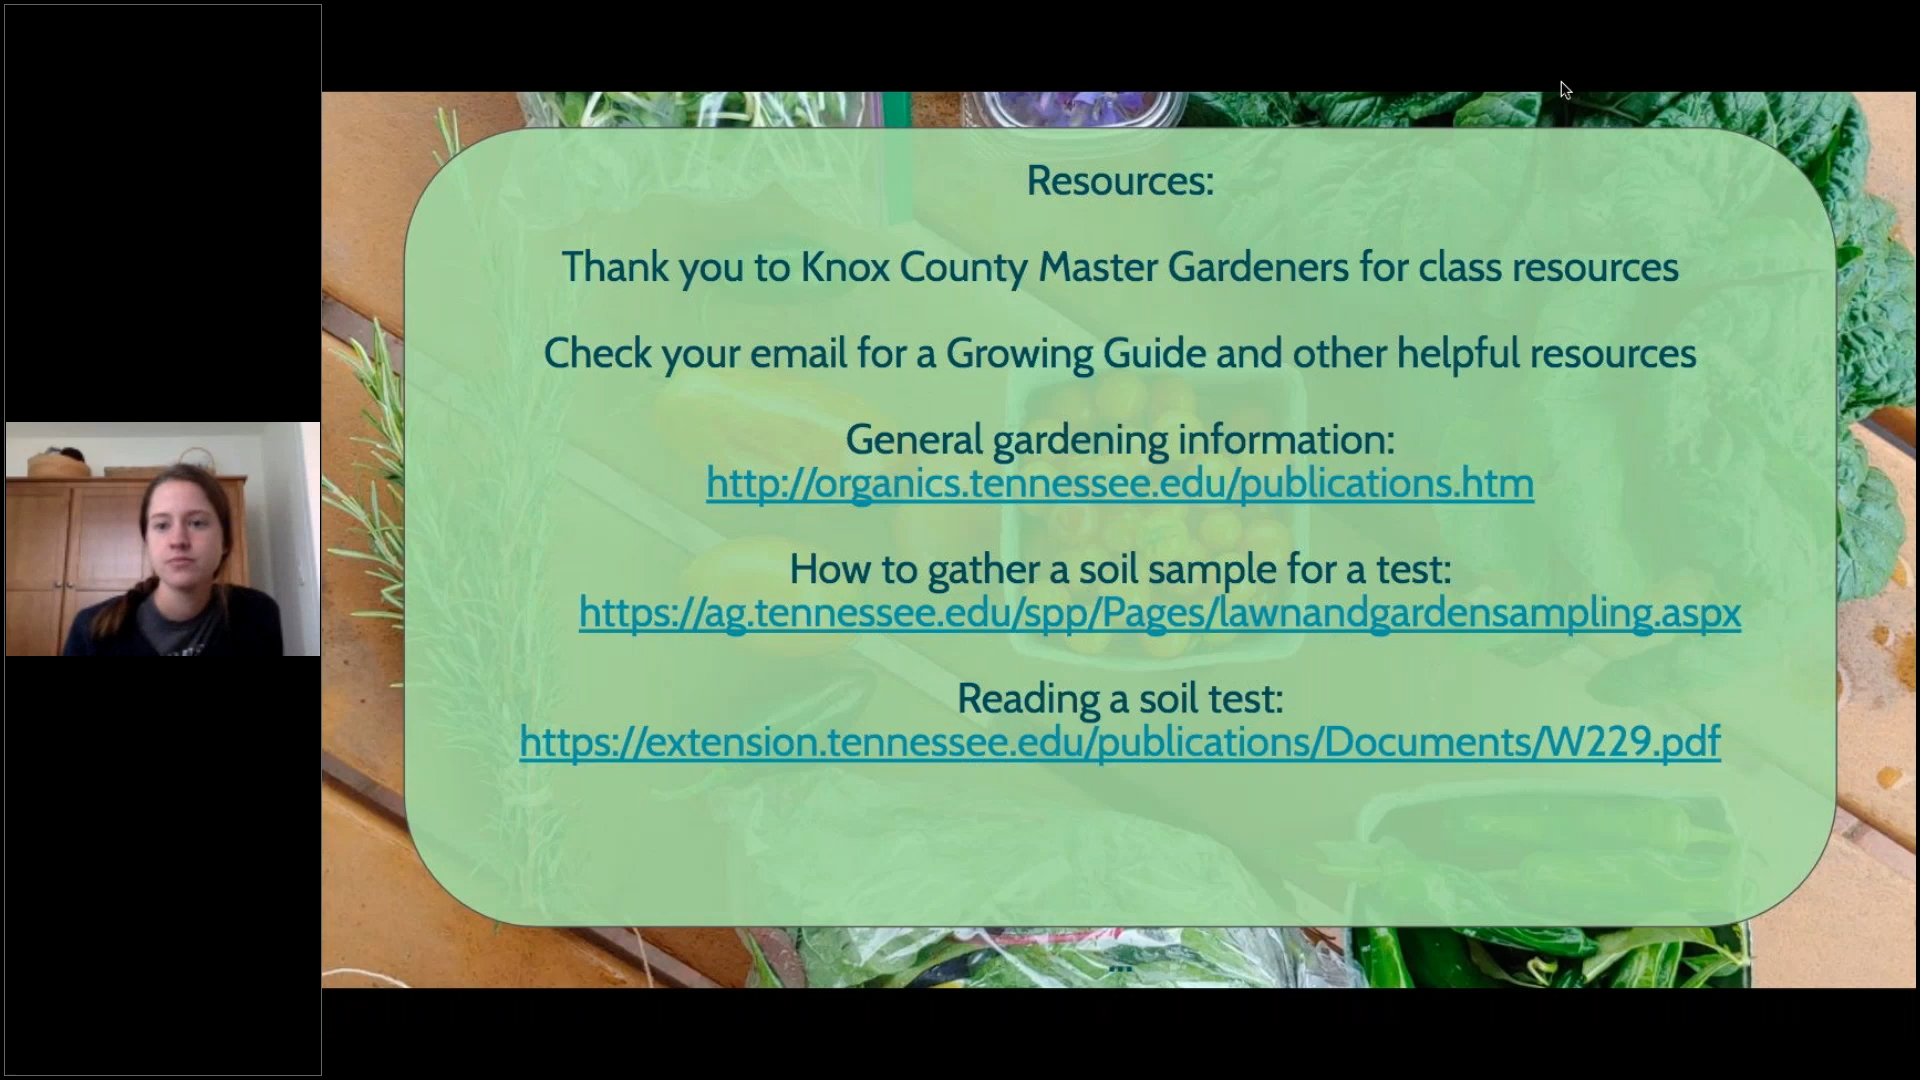 Resources:
Thank you to Knox County Master Gardeners for class resources
Check your email for a Growing Guide and other helpful resources
General gardening information:
http://organics.tennessee.edu/publications.htm
How to gather a soil sample for a test:
https://ag.tennessee.edu/spp/Pages/lawnandgardensampling.aspx
Reading a soil test:
https://extension.tennessee.edu/publications/Documents/W229.pdf
...